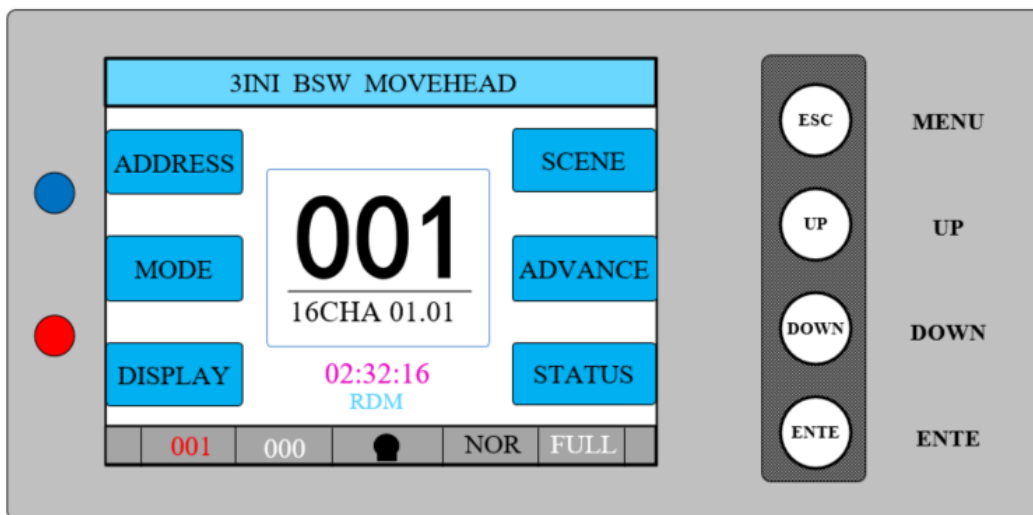 3INI BSW MOVEHEAD
ADDRESS
SCENE
001
MODE
ADVANCE
16CHA 01.01
DISPLAY
02:32:16
STATUS
RDM
001 000 NOR FULL
ESC MENU
UP UP
DOWN DOWN
ENTE ENTE